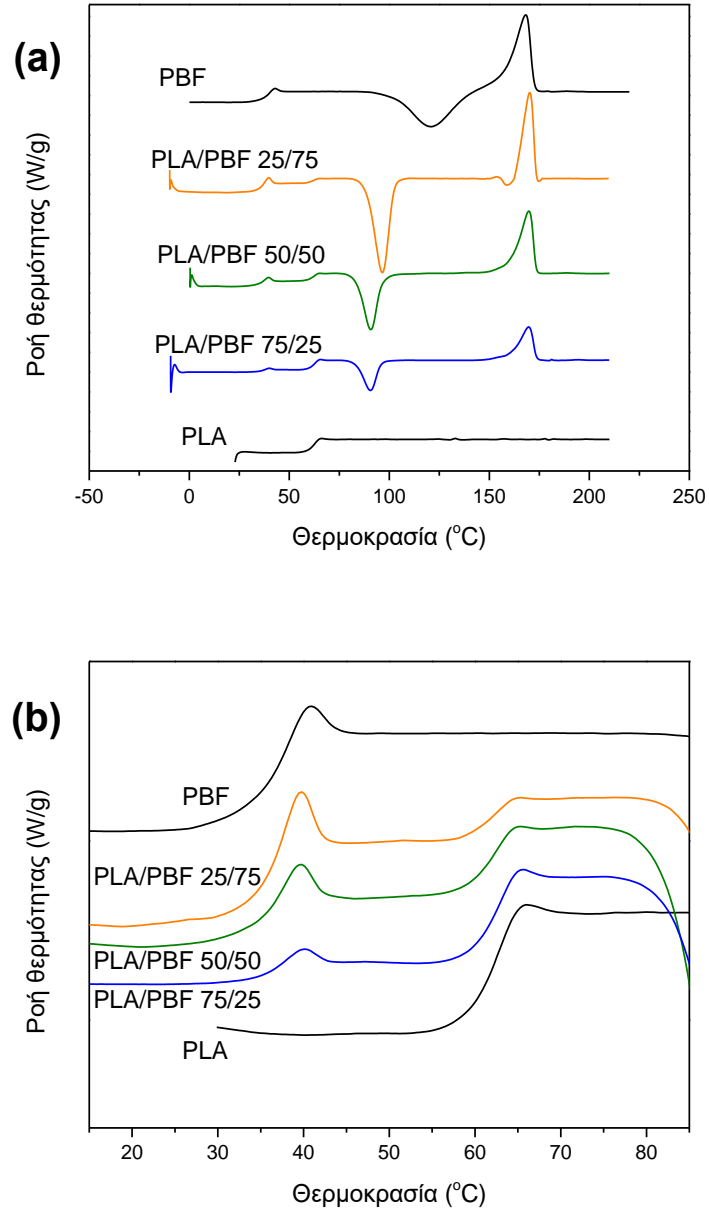 (a)
PBF
PLA/PBF 25/75
PLA/PBF 50/50
PLA/PBF 75/25
PLA
Ροή θερμότητας (W/g)
-50 0 50 100 150 200 250
Θερμοκρασία (°C)
(b)
PBF
PLA/PBF 25/75
PLA/PBF 50/50
PLA/PBF 75/25
PLA
Ροή θερμότητας (W/g)
20 30 40 50 60 70 80
Θερμοκρασία (°C)